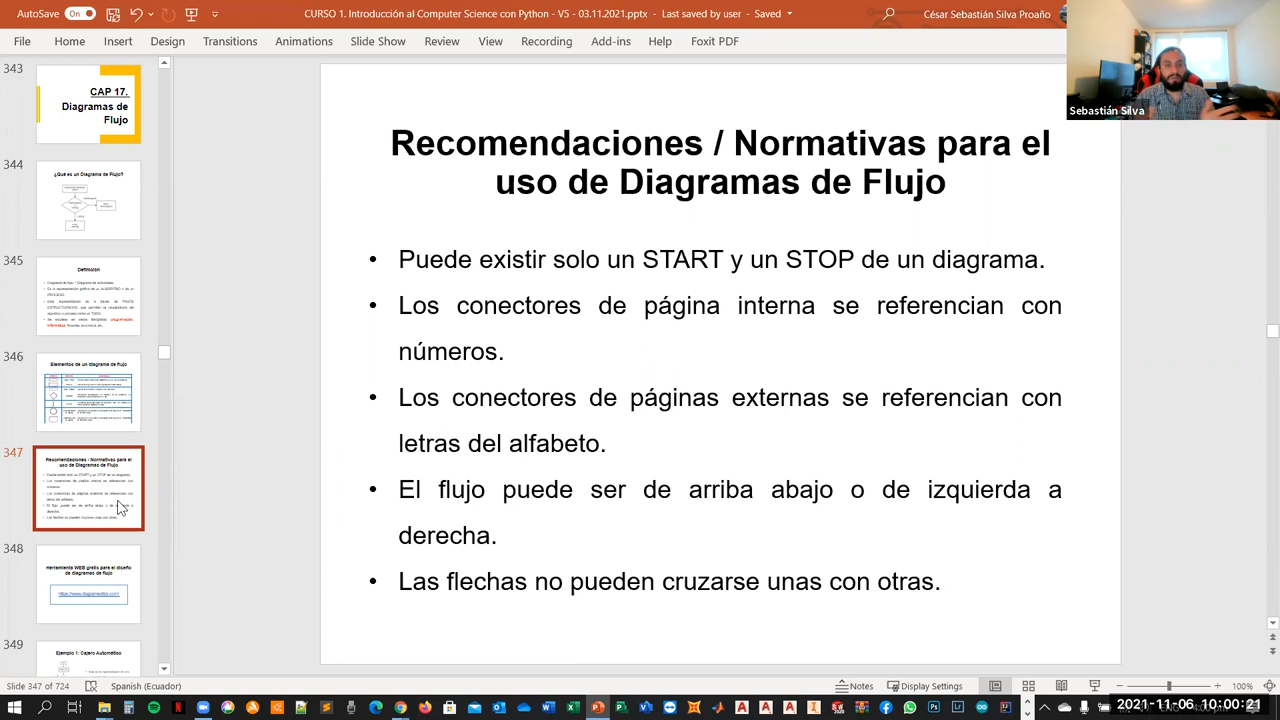 AutoSave On CURSO 1. Introducción al Computer Science - Português - V5 - 03.11.2021.pptx - Last saved by user - Saved César Sebastián Silva Proaño
File Home Insert Design Transitions Animations Slide Show Review View Recording Add-ins Help Foxit PDF
Sebastián Silva
343
CAP 17.
Diagramas de
Flujo
344
¿Qué es un Diagrama de Flujo?
345
Definición
346
Elementos de un diagrama de flujo
347
Recomendaciones / Normativas para el
uso de Diagramas de Flujo
348
Herramienta WEB gratis para el diseño
de diagramas de flujo
https://www.diagrameditor.com/
349
Ejemplo 1: Cajero Automático
Recomendaciones / Normativas para el
uso de Diagramas de Flujo
• Puede existir solo un START y un STOP de un diagrama.
• Los conectores de página interna se referencian con
números.
• Los conectores de páginas externas se referencian con
letras del alfabeto.
• El flujo puede ser de arriba abajo o de izquierda a
derecha.
• Las flechas no pueden cruzarse unas con otras.
Slide 347 of 724 Spanish (Ecuador) Notes Display Settings 100%
2021-11-06 10:00:21